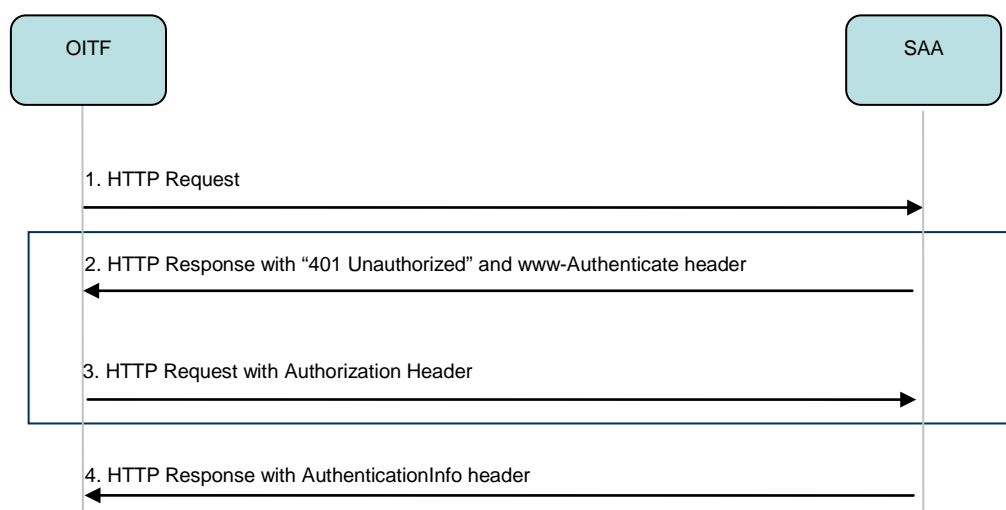 OITF
SAA
1. HTTP Request
2. HTTP Response with “401 Unauthorized” and www-Authenticate header
3. HTTP Request with Authorization Header
4. HTTP Response with AuthenticationInfo header